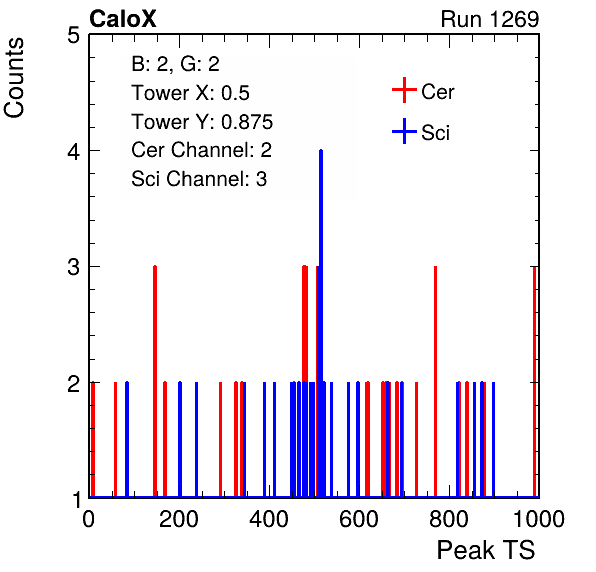 CaloX Run 1269
Counts
B: 2, G: 2
Tower X: 0.5
Tower Y: 0.875
Cer Channel: 2
Sci Channel: 3
Cer
Sci
5
4
3
2
1
0 200 400 600 800 1000
Peak TS